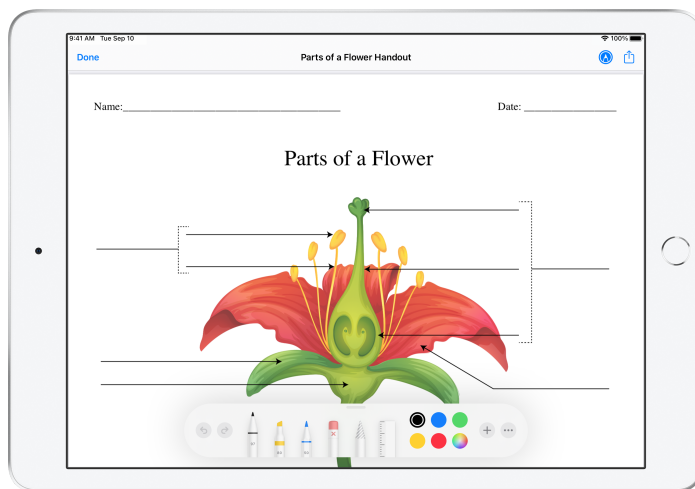 9:41 AM Tue Sep 10 100%
Done Parts of a Flower Handout
Name: Date:
Parts of a Flower